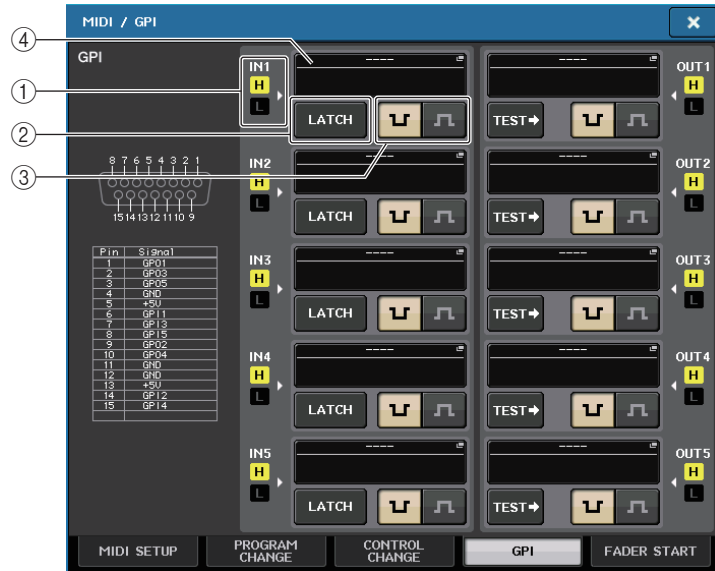 MIDI / GPI
×
4
1
2
3
GPI
8 7 6 5 4 3 2 1
15 14 13 12 11 10 9
Pin Signal
1 GPO1
2 GPO3
3 GPO5
4 GND
5 +5V
6 GPI1
7 GPI3
8 GPI5
9 GPO2
10 GPO4
11 GND
12 GND
13 +5V
14 GPI2
15 GPI4
IN1
H
L
----
LATCH
----
TEST
OUT1
H
L
IN2
H
L
----
LATCH
----
TEST
OUT2
H
L
IN3
H
L
----
LATCH
----
TEST
OUT3
H
L
IN4
H
L
----
LATCH
----
TEST
OUT4
H
L
IN5
H
L
----
LATCH
----
TEST
OUT5
H
L
MIDI SETUP
PROGRAM
CHANGE
CONTROL
CHANGE
GPI
FADER START